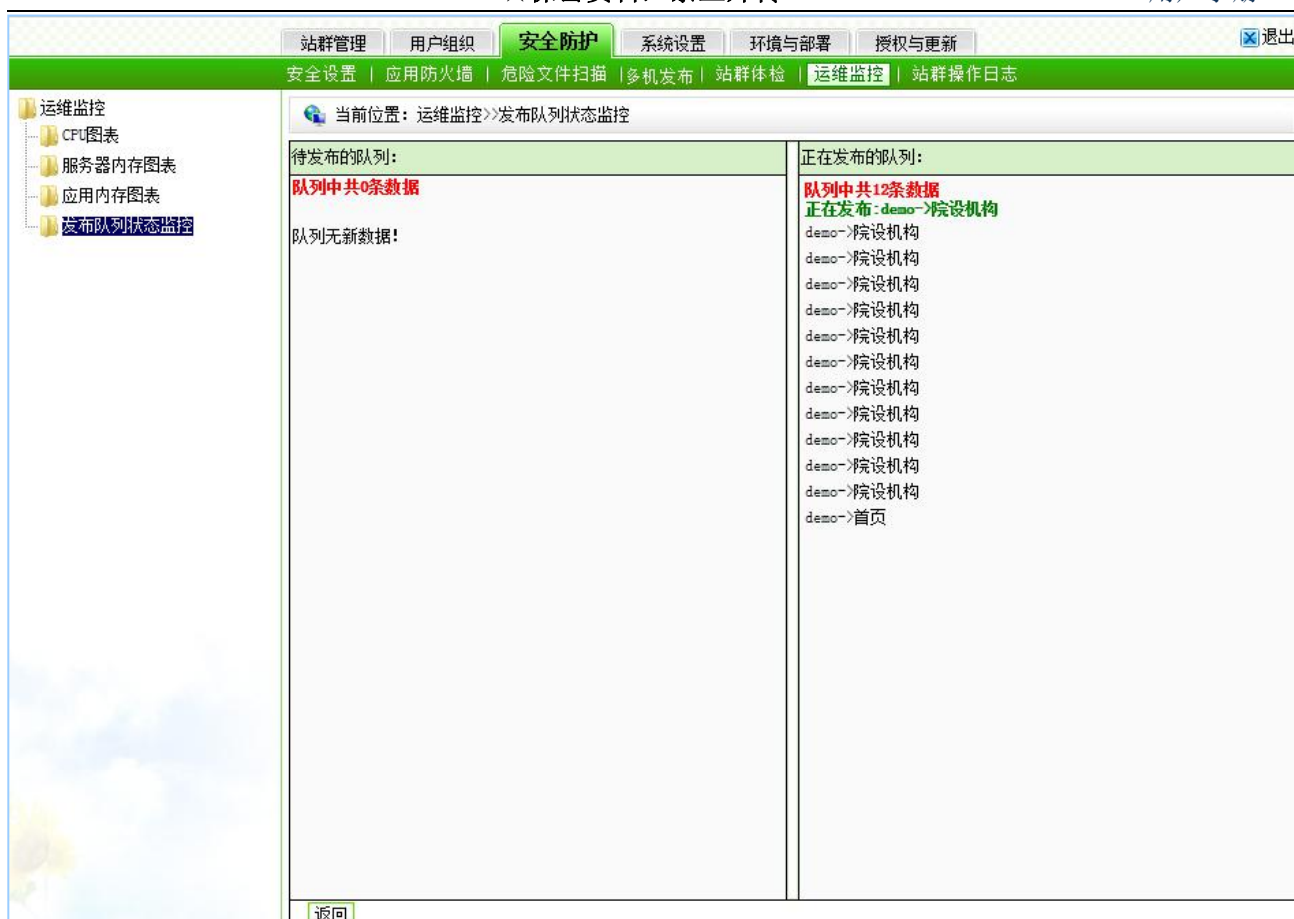 站群管理 用户组织 安全防护 系统设置 环境与部署 授权与更新 退出
安全设置 | 应用防火墙 | 危险文件扫描 |多机发布| 站群体检 | 运维监控 | 站群操作日志
运维监控
CPU图表
服务器内存图表
应用内存图表
发布队列状态监控
当前位置：运维监控>>发布队列状态监控
待发布的队列：
队列中共0条数据
队列无新数据！
正在发布的队列：
队列中共12条数据
正在发布:demo->院设机构
demo->院设机构
demo->院设机构
demo->院设机构
demo->院设机构
demo->院设机构
demo->院设机构
demo->院设机构
demo->院设机构
demo->院设机构
demo->院设机构
demo->院设机构
demo->首页
返回